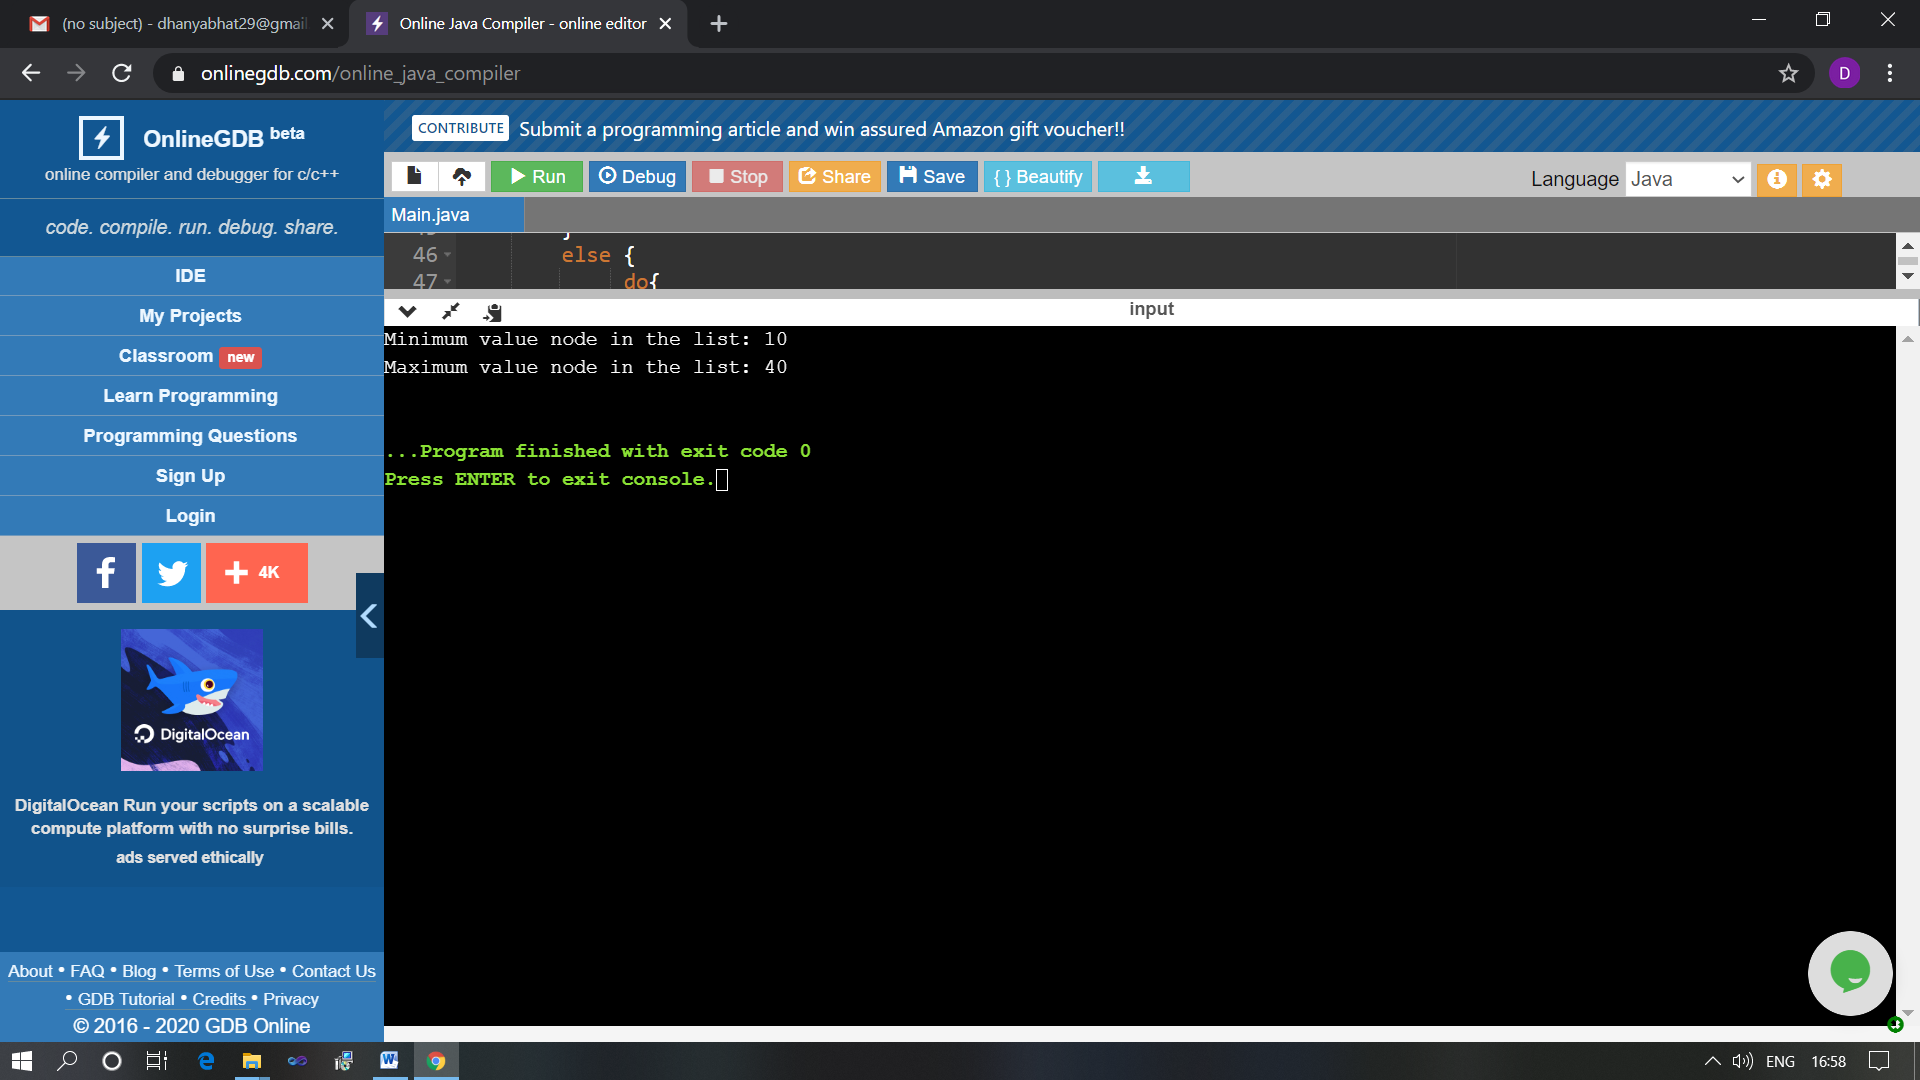 (no subject) - dhanyabhat29@gmai
Online Java Compiler - online editor
onlinegdb.com/online_java_compiler
D
OnlineGDB beta
online compiler and debugger for c/c++
code. compile. run. debug. share.
IDE
My Projects
Classroom new
Learn Programming
Programming Questions
Sign Up
Login
f
+ 4K
DigitalOcean
DigitalOcean Run your scripts on a scalable
compute platform with no surprise bills.
ads served ethically
About • FAQ • Blog • Terms of Use • Contact Us
• GDB Tutorial • Credits • Privacy
© 2016 - 2020 GDB Online
CONTRIBUTE Submit a programming article and win assured Amazon gift voucher!!
Run Debug Stop Share Save { } Beautify
Language Java
Main.java
46 else {
47 do{
input
Minimum value node in the list: 10
Maximum value node in the list: 40
...Program finished with exit code 0
Press ENTER to exit console.
ENG 16:58